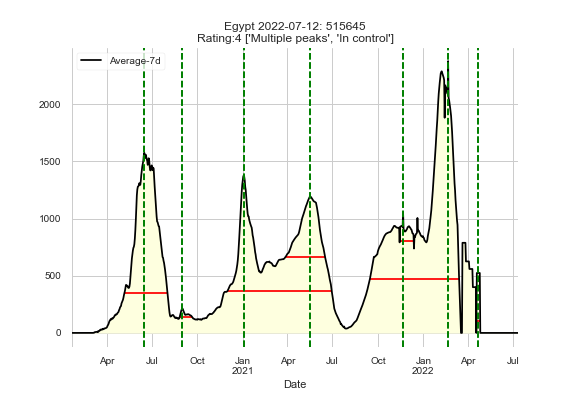 Egypt 2022-07-12: 515645
Rating:4 ['Multiple peaks', 'In control']
Average-7d
2000
1500
1000
500
0
Apr Jul Oct Jan Apr Jul Oct Jan Apr Jul
2021 2022
Date